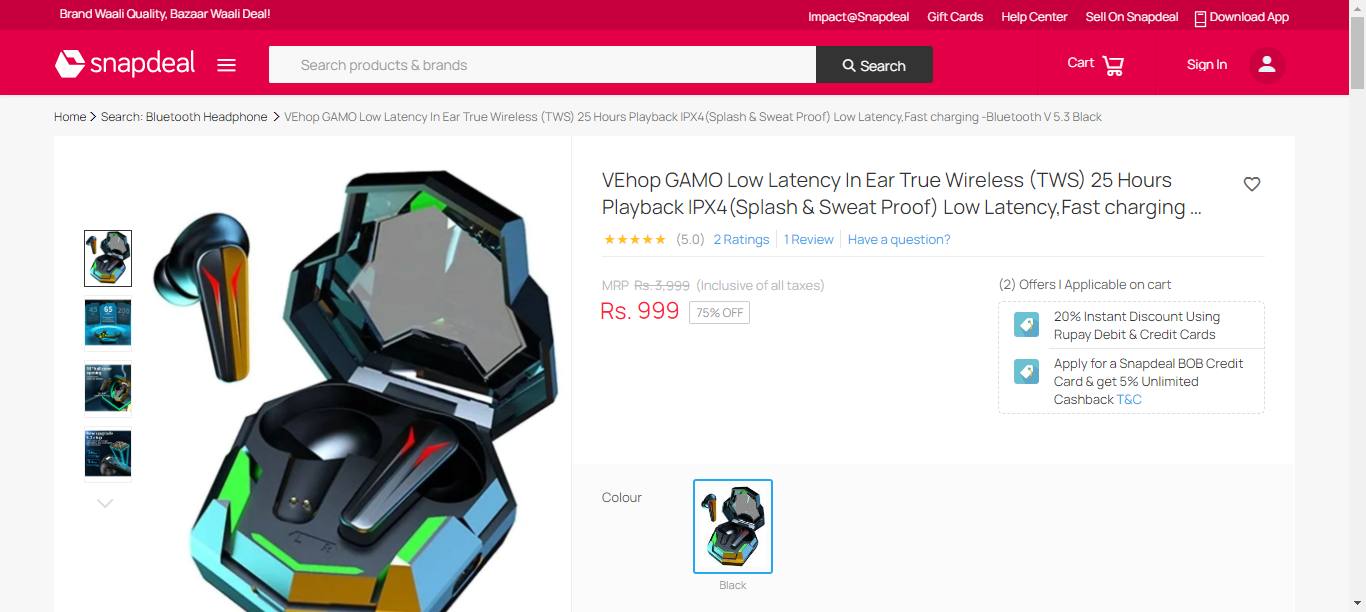 Brand Waali Quality, Bazaar Waali Deal!
Impact@Snapdeal Gift Cards Help Center Sell On Snapdeal Download App
snapdeal
Search products & brands
Search
Cart
Sign In
Home > Search: Bluetooth Headphone > VEhop GAMO Low Latency In Ear True Wireless (TWS) 25 Hours Playback IPX4(Splash & Sweat Proof) Low Latency,Fast charging -Bluetooth V 5.3 Black
VEhop GAMO Low Latency In Ear True Wireless (TWS) 25 Hours
Playback IPX4(Splash & Sweat Proof) Low Latency,Fast charging ...
(5.0) 2 Ratings 1 Review Have a question?
MRP Rs. 3,999 (Inclusive of all taxes)
Rs. 999 75% OFF
(2) Offers | Applicable on cart
20% Instant Discount Using
Rupay Debit & Credit Cards
Apply for a Snapdeal BOB Credit
Card & get 5% Unlimited
Cashback T&C
65
L R
Colour
Black